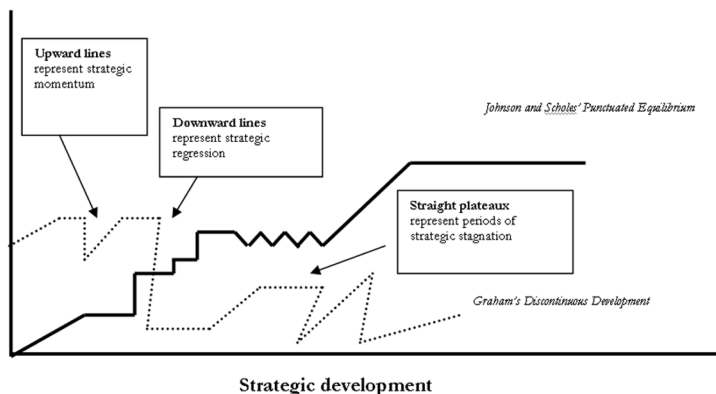 Upward lines
represent strategic
momentum
Downward lines
represent strategic
regression
Johnson and Scholes' Punctuated Equilibrium
Straight plateaux
represent periods of
strategic stagnation
Graham's Discontinuous Development
Strategic development